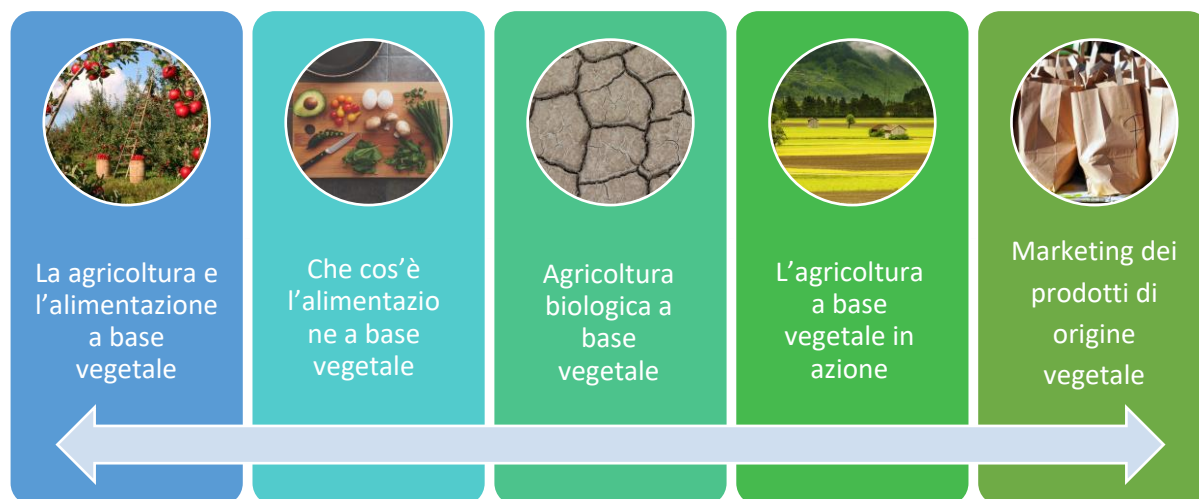 La agricoltura e
l’alimentazione
a base
vegetale
Che cos’è
l’alimentazio
ne a base
vegetale
Agricoltura
biologica a
base
vegetale
L’agricoltura
a base
vegetale in
azione
Marketing dei
prodotti di
origine
vegetale